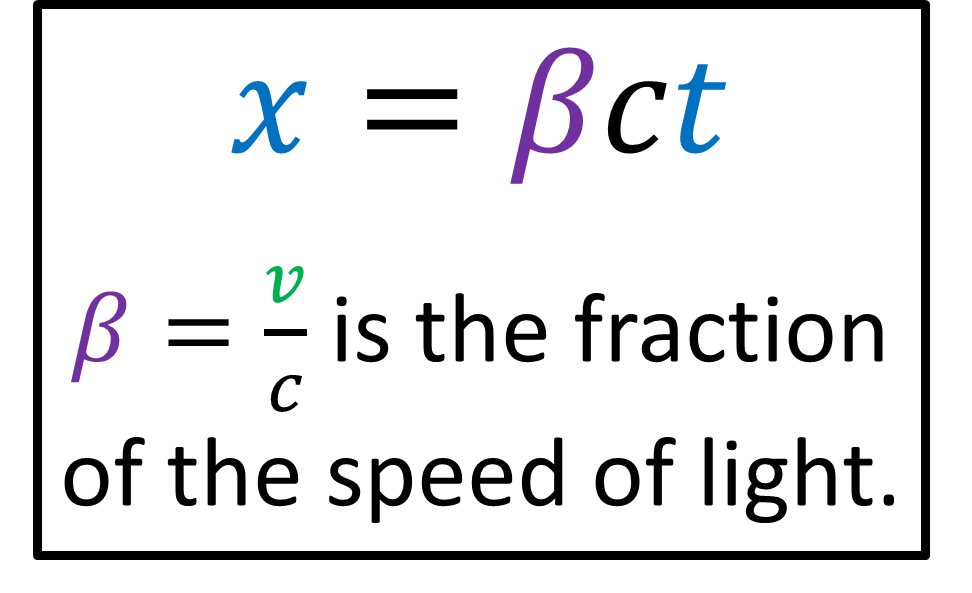 x = βct
β = v/c is the fraction
of the speed of light.